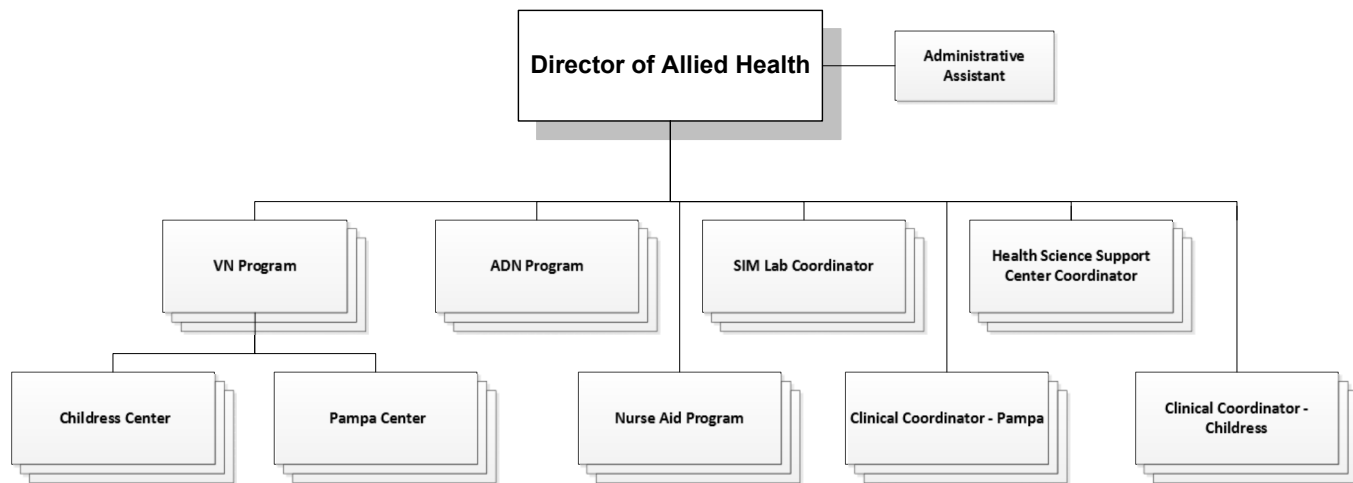 Director of Allied Health
Administrative
Assistant
VN Program
ADN Program
SIM Lab Coordinator
Health Science Support
Center Coordinator
Childress Center
Pampa Center
Nurse Aid Program
Clinical Coordinator - Pampa
Clinical Coordinator -
Childress